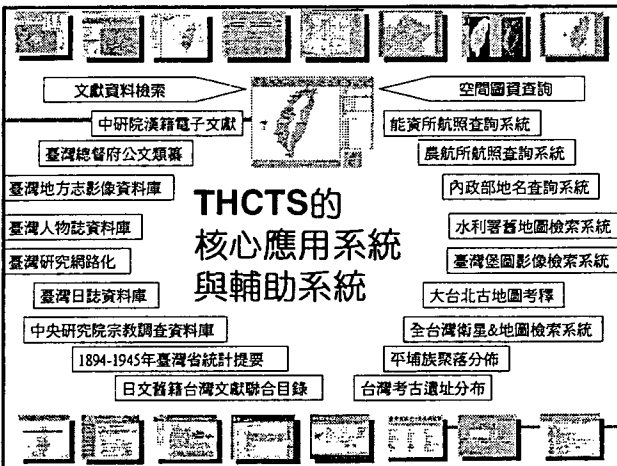 文獻資料檢索
空間圖資查詢
中研院漢籍電子文獻
能資所航照查詢系統
臺灣總督府公文類纂
農航所航照查詢系統
臺灣地方志影像資料庫
內政部地名查詢系統
THCTS的
核心應用系統
與輔助系統
臺灣人物誌資料庫
水利署舊地圖檢索系統
臺灣研究網路化
臺灣堡圖影像檢索系統
臺灣日誌資料庫
大台北古地圖考釋
中央研究院宗教調查資料庫
全台灣衛星&地圖檢索系統
1894-1945年臺灣省統計提要
平埔族聚落分佈
日文舊籍台灣文獻聯合目錄
台灣考古遺址分布